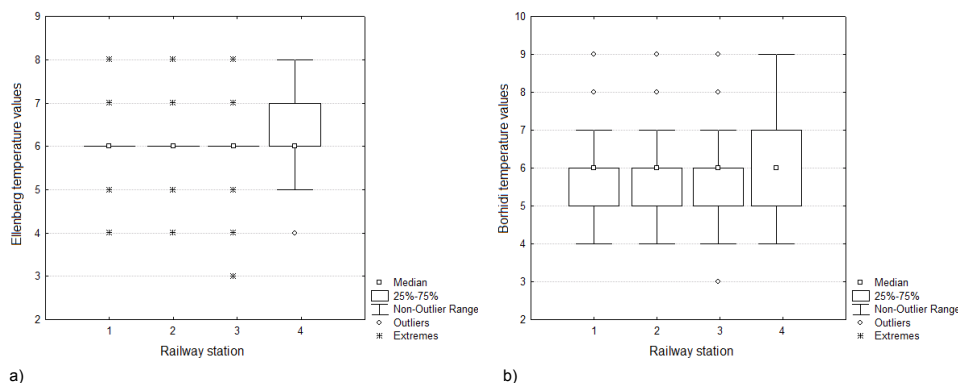 Ellenberg temperature values
9
8
7
6
5
4
3
2
1 2 3 4
Railway station
Median
25%-75%
Non-Outlier Range
Outliers
Extremes
a)
Borhidi temperature values
10
9
8
7
6
5
4
3
2
1 2 3 4
Railway station
Median
25%-75%
Non-Outlier Range
Outliers
Extremes
b)